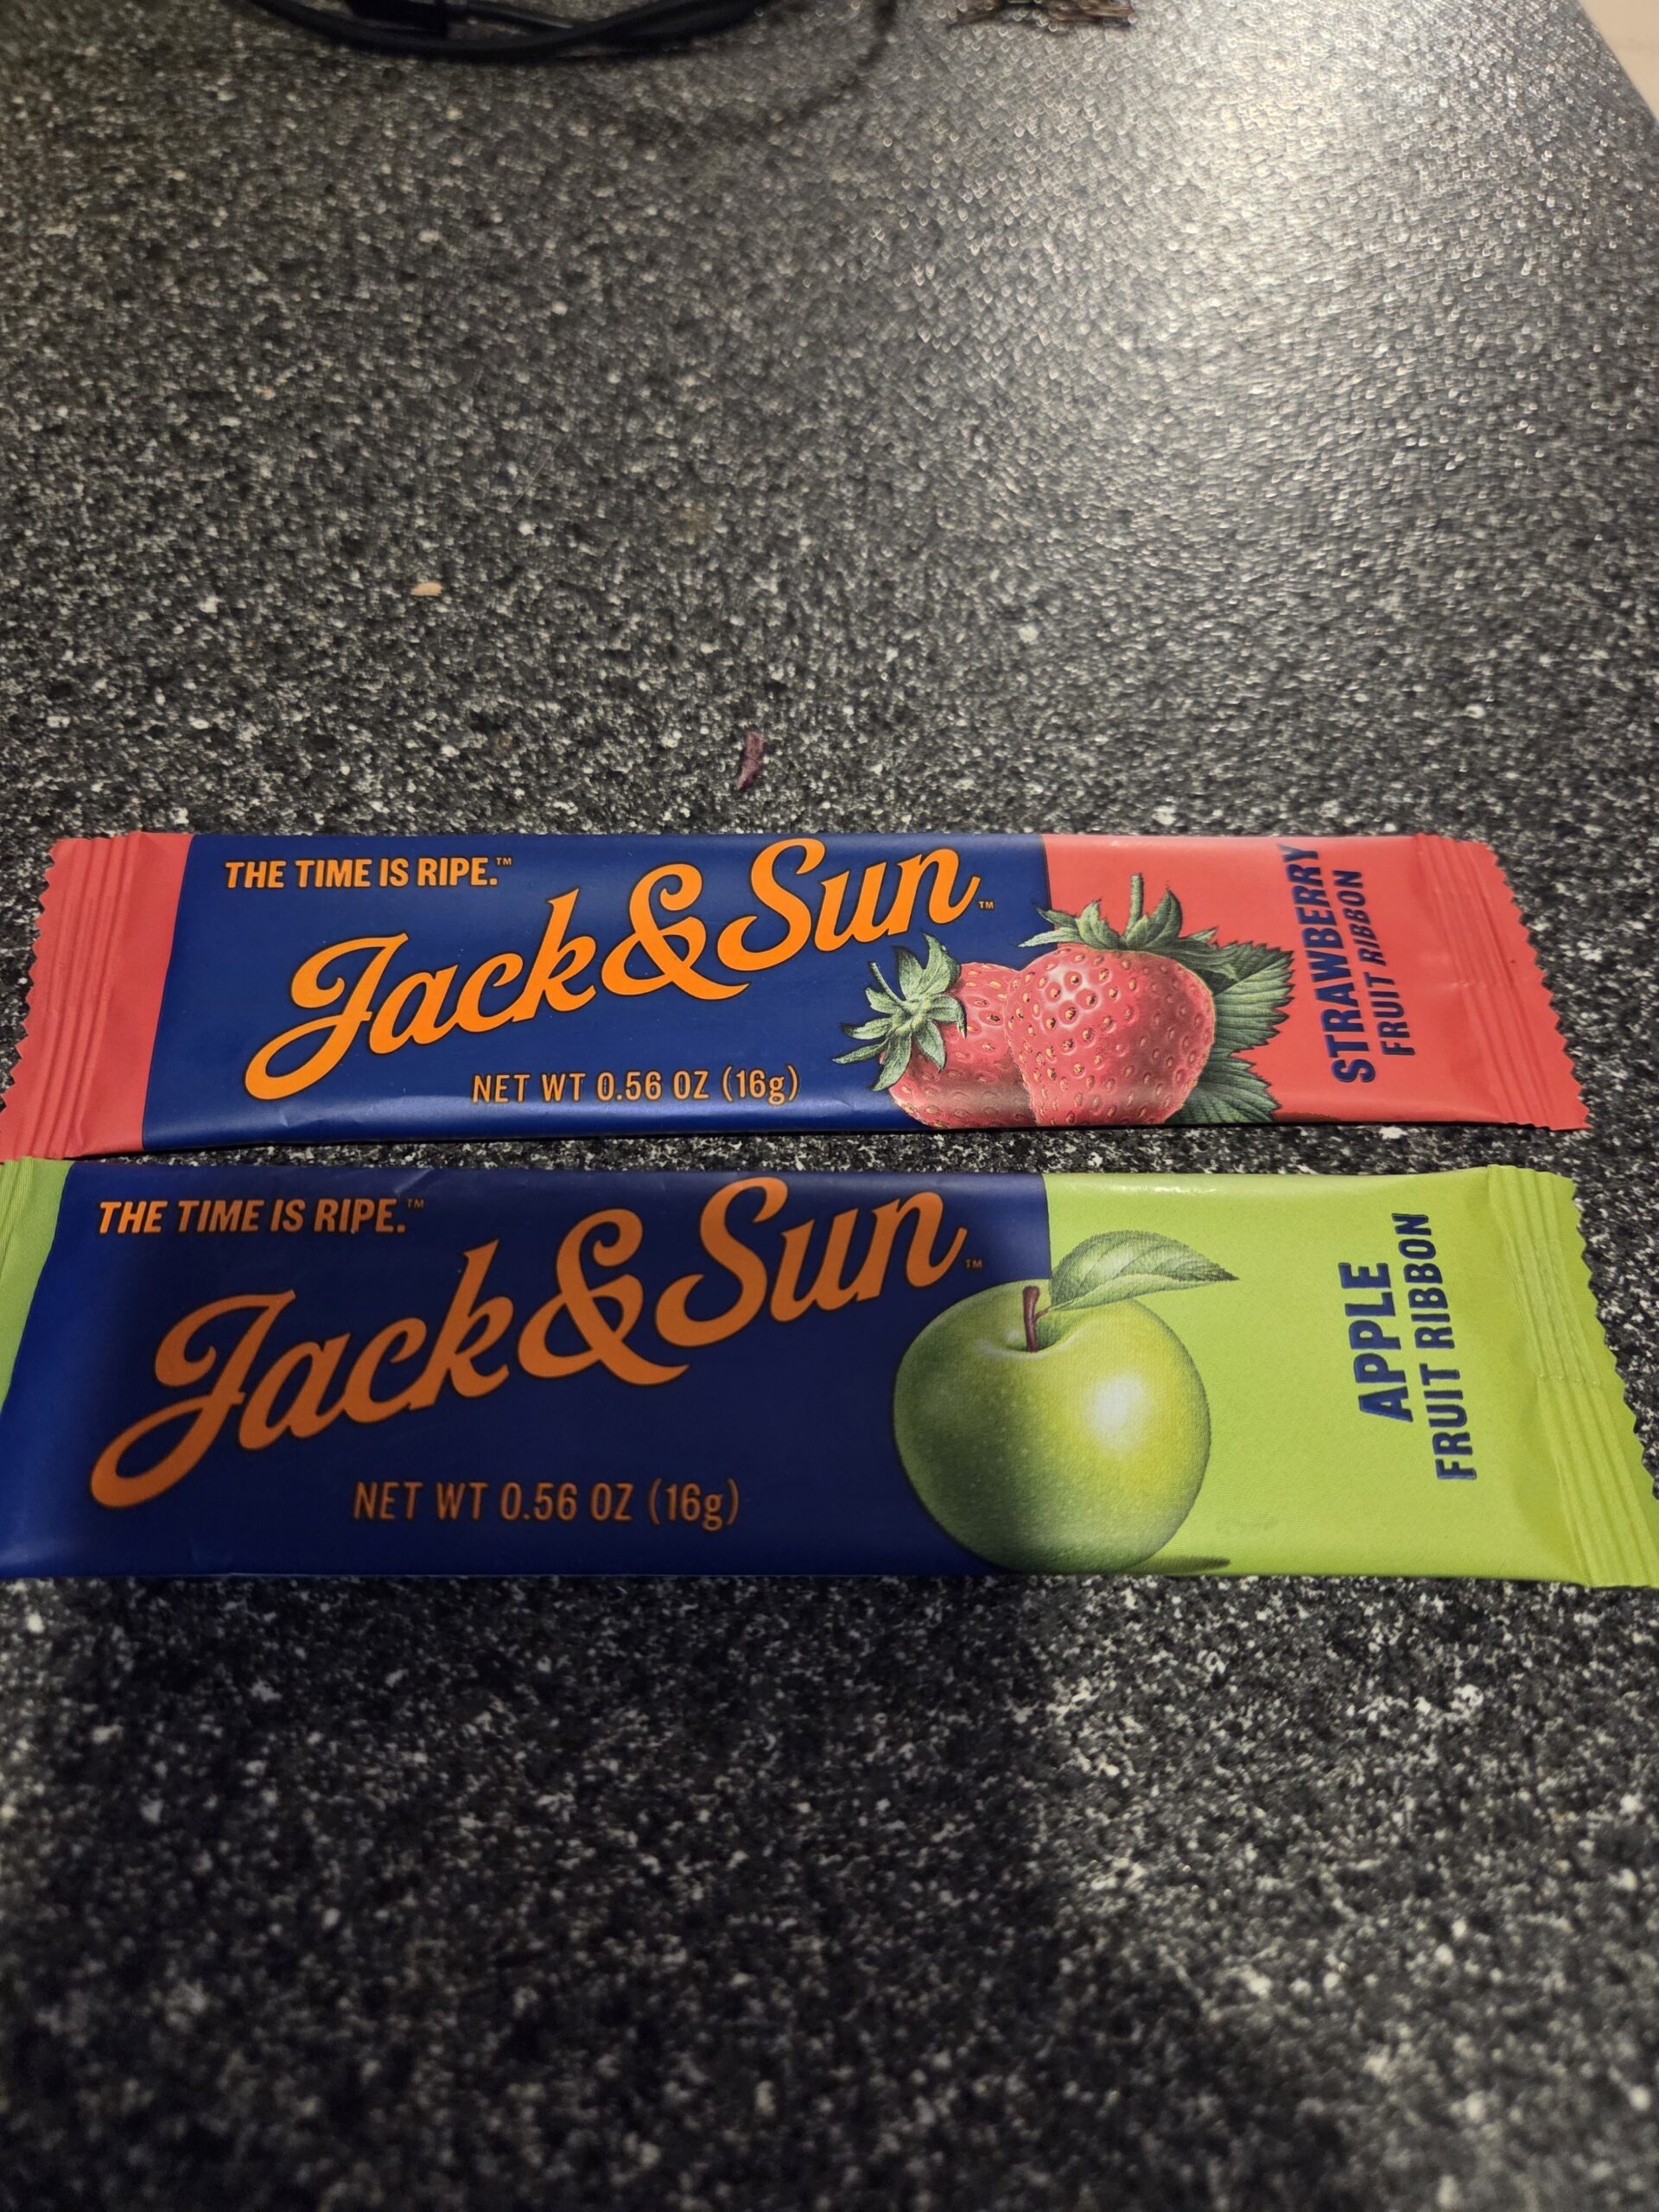 THE TIME IS RIPE.™
Jack&Sun™
NET WT 0.56 OZ (16g)
STRAWBERRY
FRUIT RIBBON
THE TIME IS RIPE.™
Jack&Sun™
NET WT 0.56 OZ (16g)
APPLE
FRUIT RIBBON